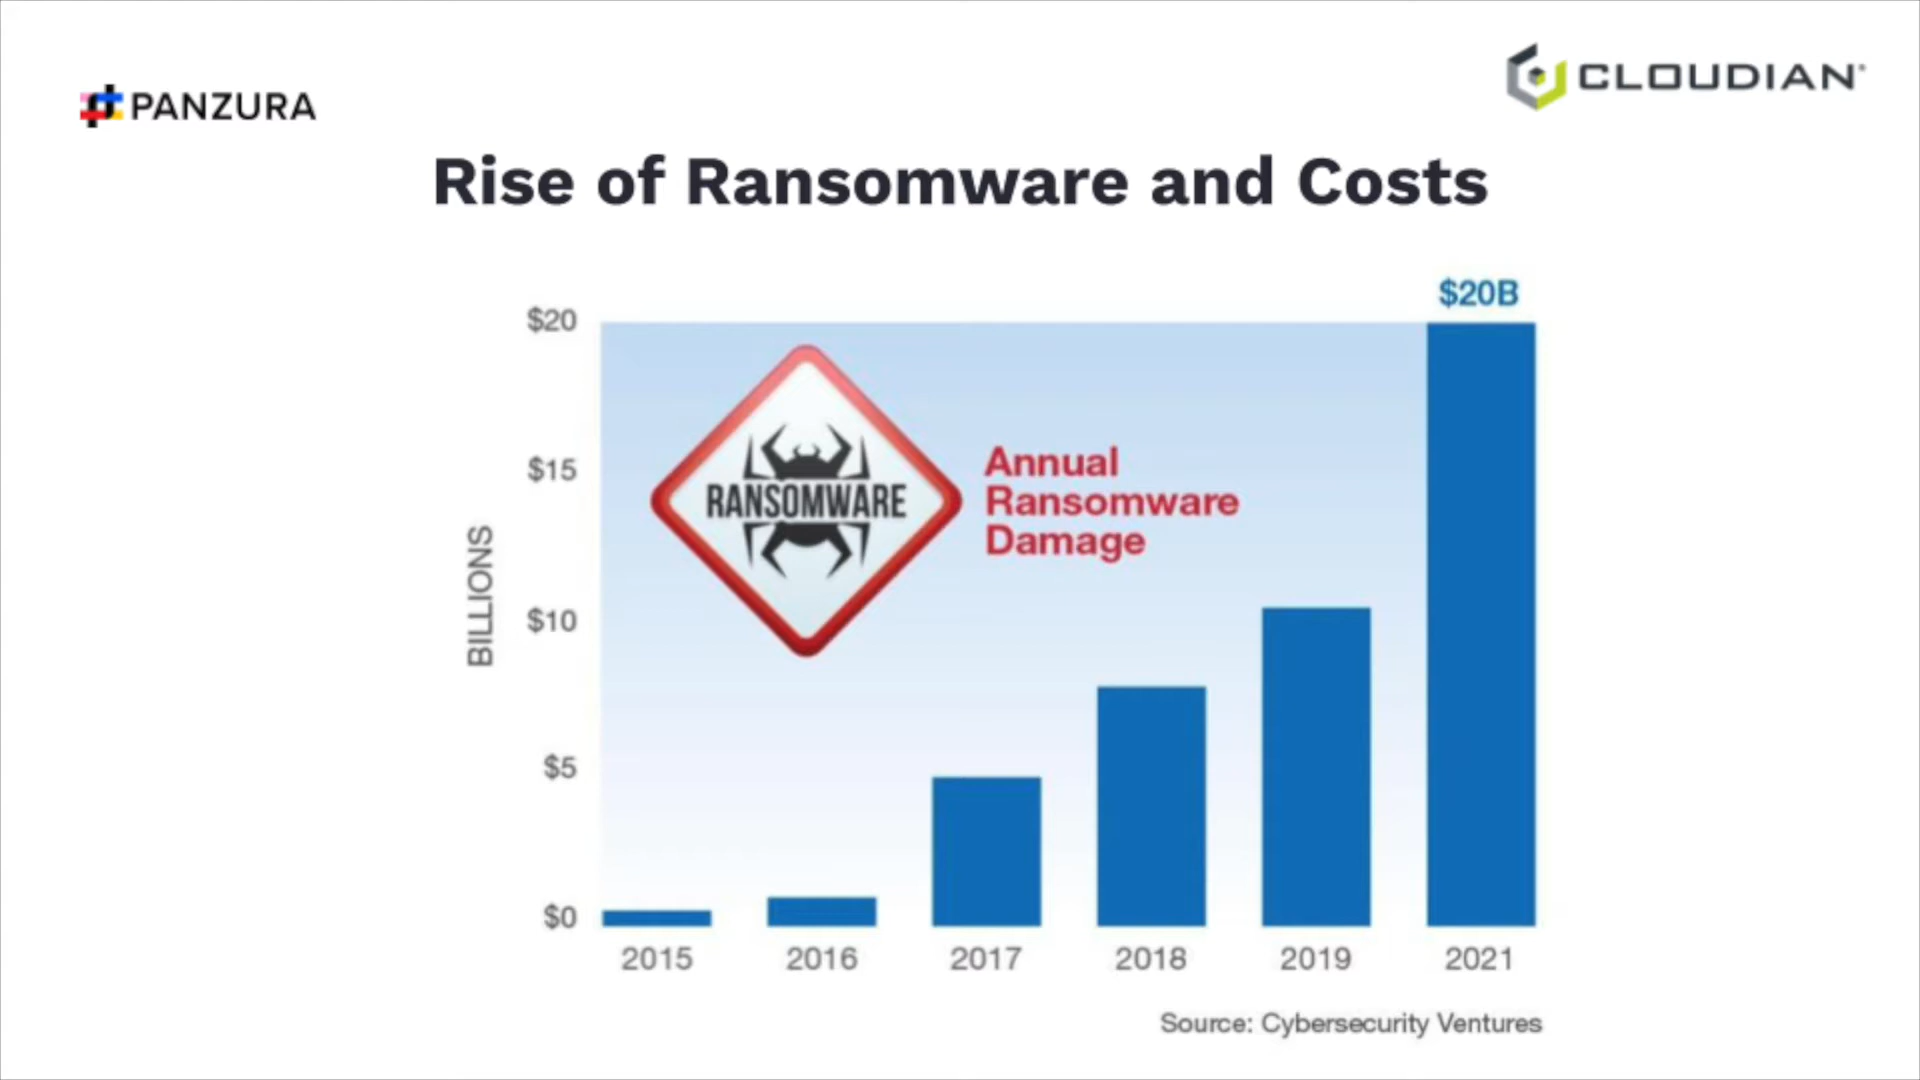 PANZURA
CLOUDIAN
Rise of Ransomware and Costs
$20B
$20
$15
$10
$5
$0
BILLIONS
RANSOMWARE
Annual
Ransomware
Damage
2015 2016 2017 2018 2019 2021
Source: Cybersecurity Ventures